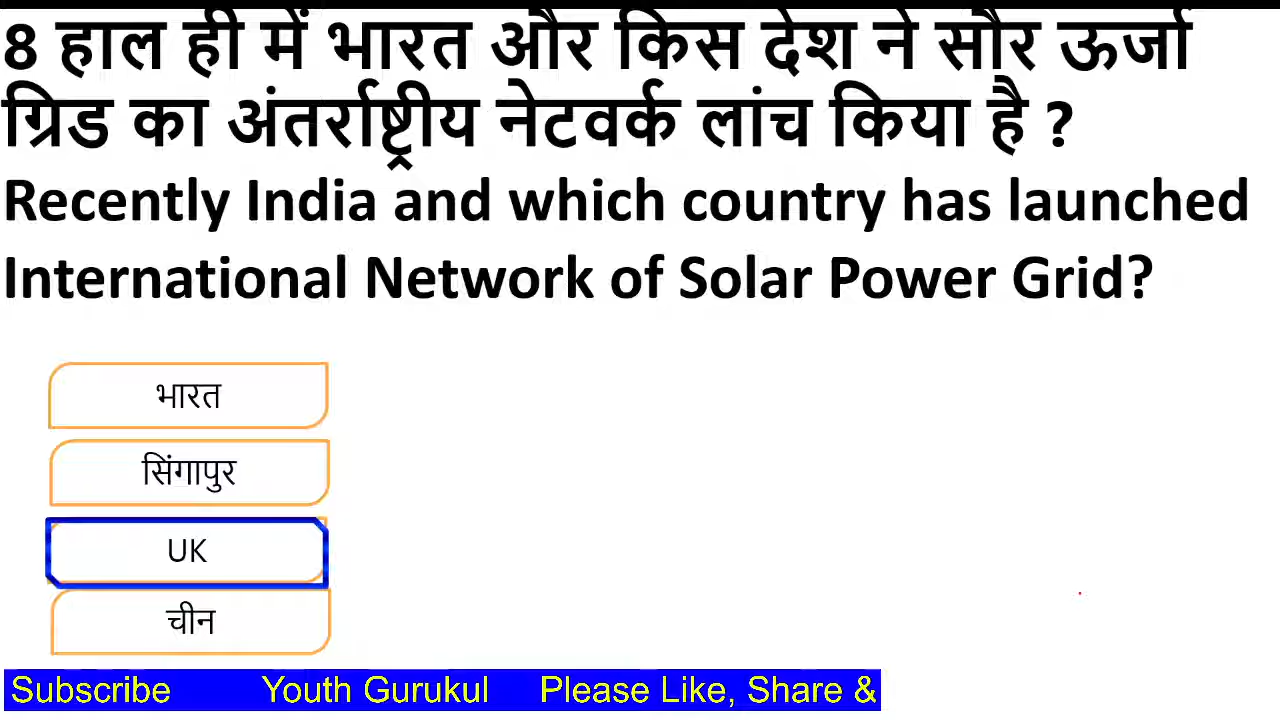 8 हाल ही में भारत और किस देश ने सौर ऊर्जा
ग्रिड का अंतर्राष्ट्रीय नेटवर्क लांच किया है ?
Recently India and which country has launched
International Network of Solar Power Grid?
भारत
सिंगापुर
UK
चीन
Subscribe Youth Gurukul Please Like, Share &